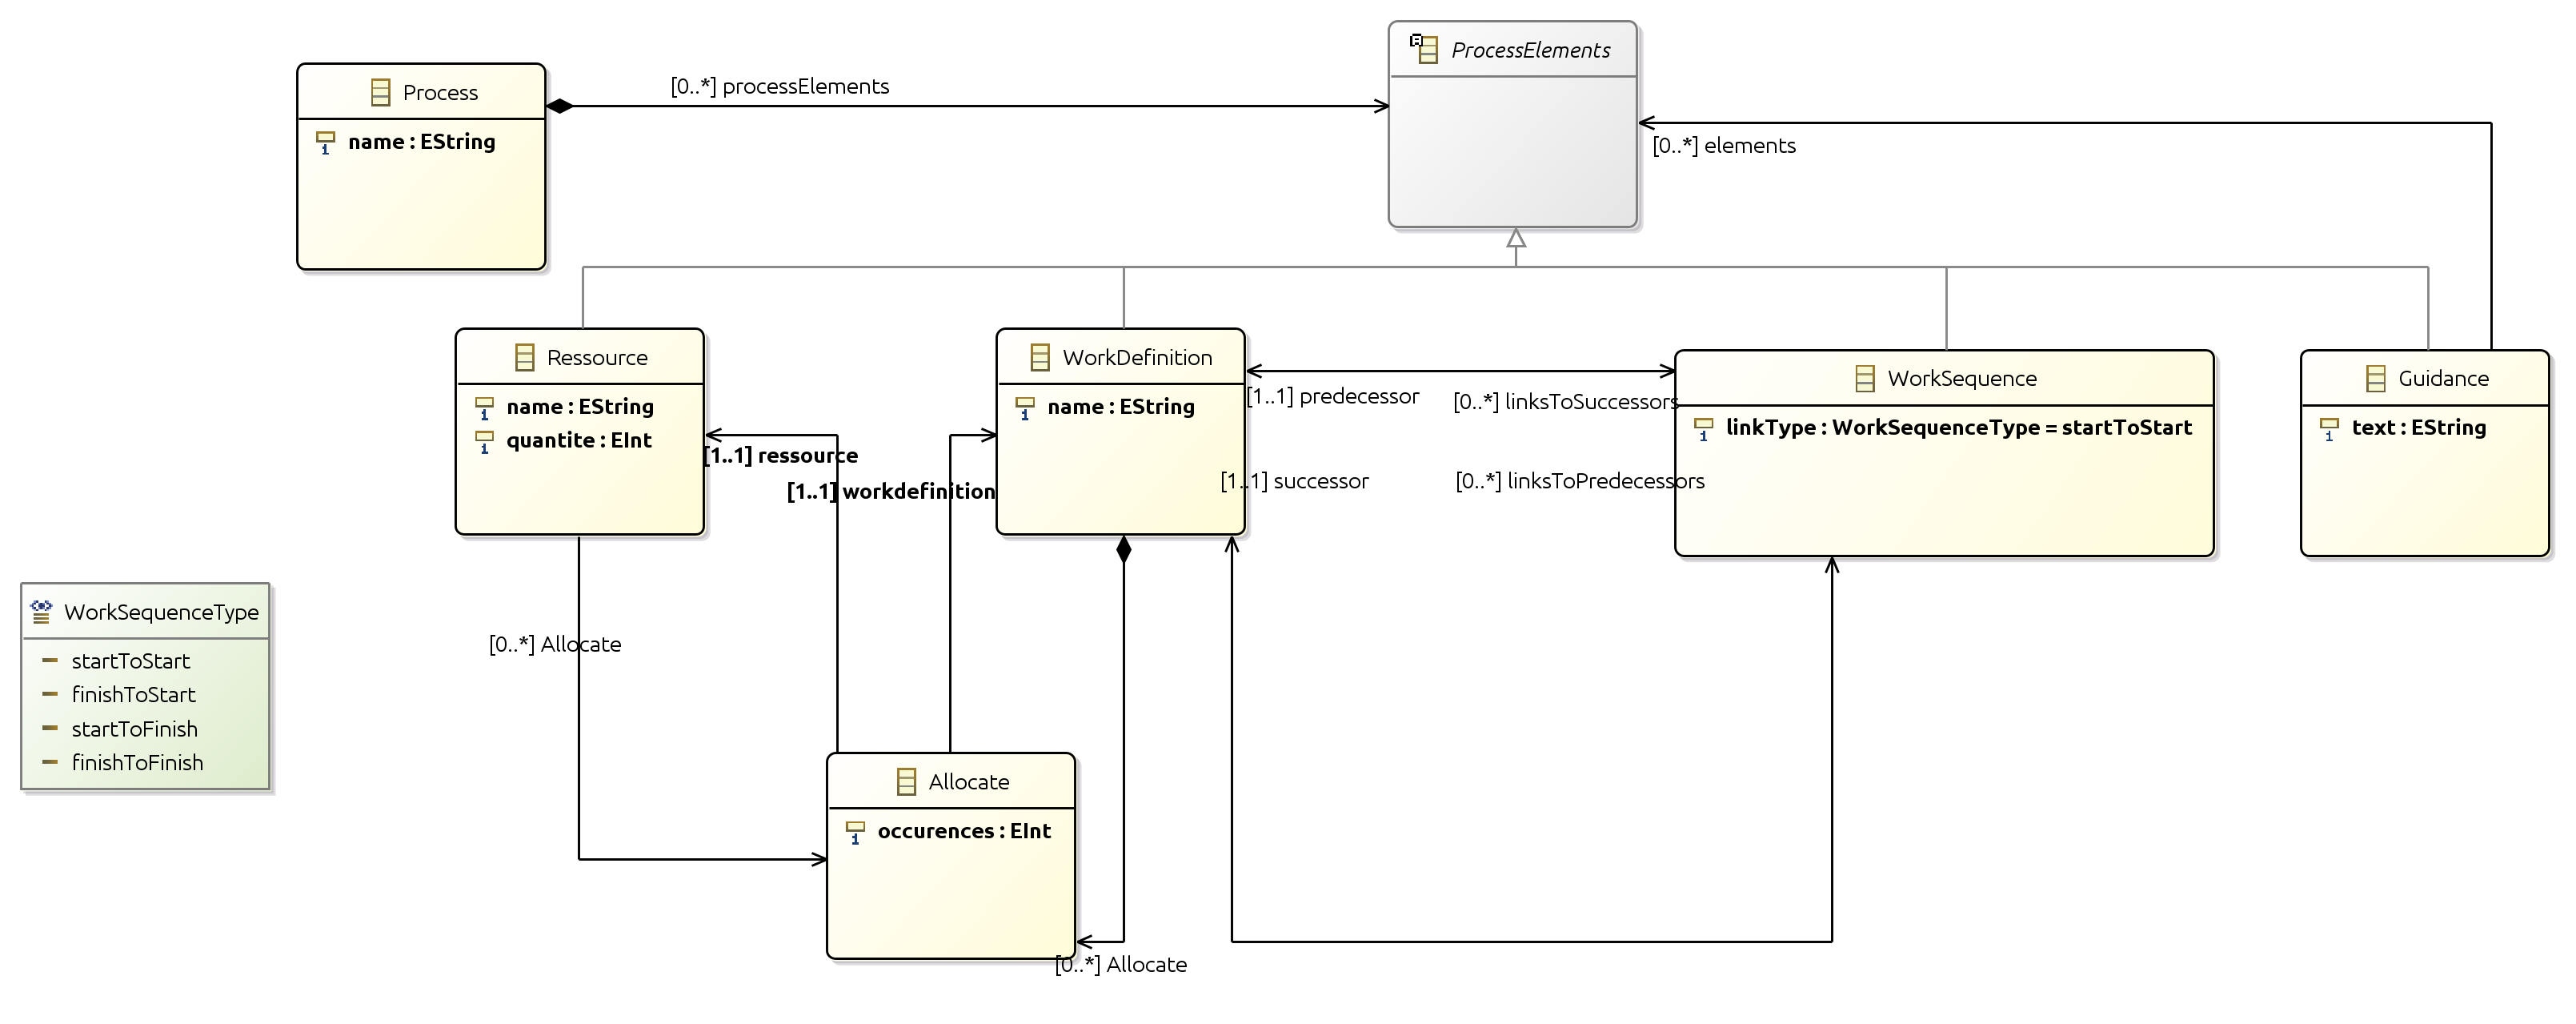 ProcessElements
Process
[0..*] processElements
name : EString
[0..*] elements
Ressource
name : EString
quantite : EInt
WorkDefinition
name : EString
[1..1] predecessor
[0..*] linksToSuccessors
WorkSequence
linkType : WorkSequenceType = startToStart
Guidance
text : EString
[1..1] ressource
[1..1] workdefinition
[1..1] successor
[0..*] linksToPredecessors
WorkSequenceType
startToStart
finishToStart
startToFinish
finishToFinish
[0..*] Allocate
Allocate
occurences : EInt
[0..*] Allocate